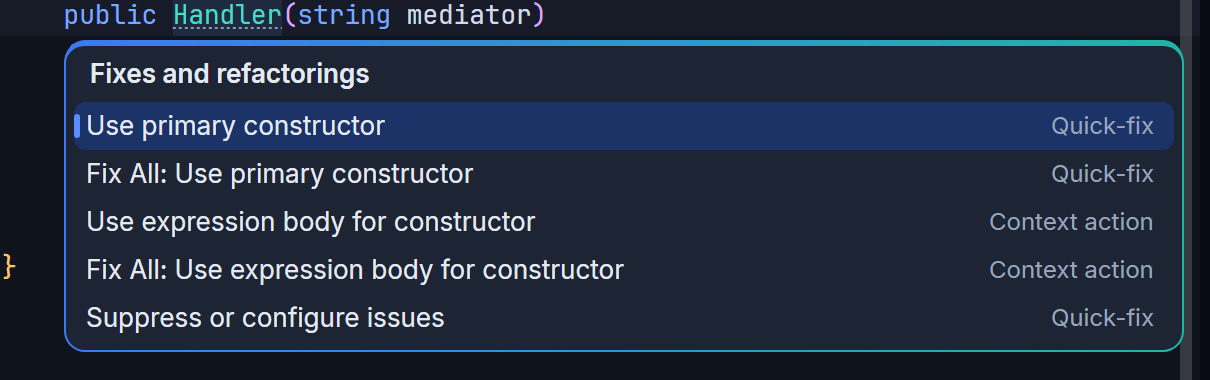 public Handler(string mediator)
Fixes and refactorings
Use primary constructor Quick-fix
Fix All: Use primary constructor Quick-fix
Use expression body for constructor Context action
}
Fix All: Use expression body for constructor Context action
Suppress or configure issues Quick-fix